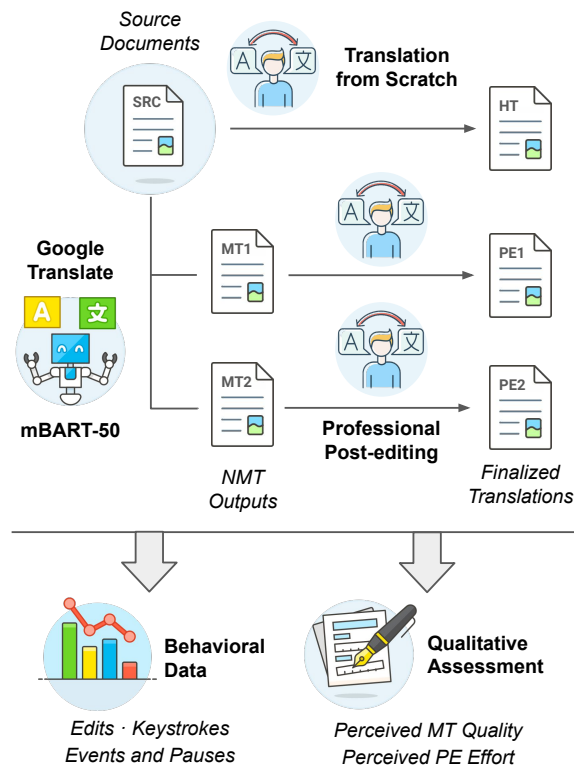 Source
Documents
A 文
Translation
from Scratch
SRC
HT
Google
Translate
A 文
mBART-50
MT1
A 文
PE1
MT2
A 文
PE2
Professional
Post-editing
NMT
Outputs
Finalized
Translations
Behavioral
Data
Edits · Keystrokes
Events and Pauses
Qualitative
Assessment
Perceived MT Quality
Perceived PE Effort